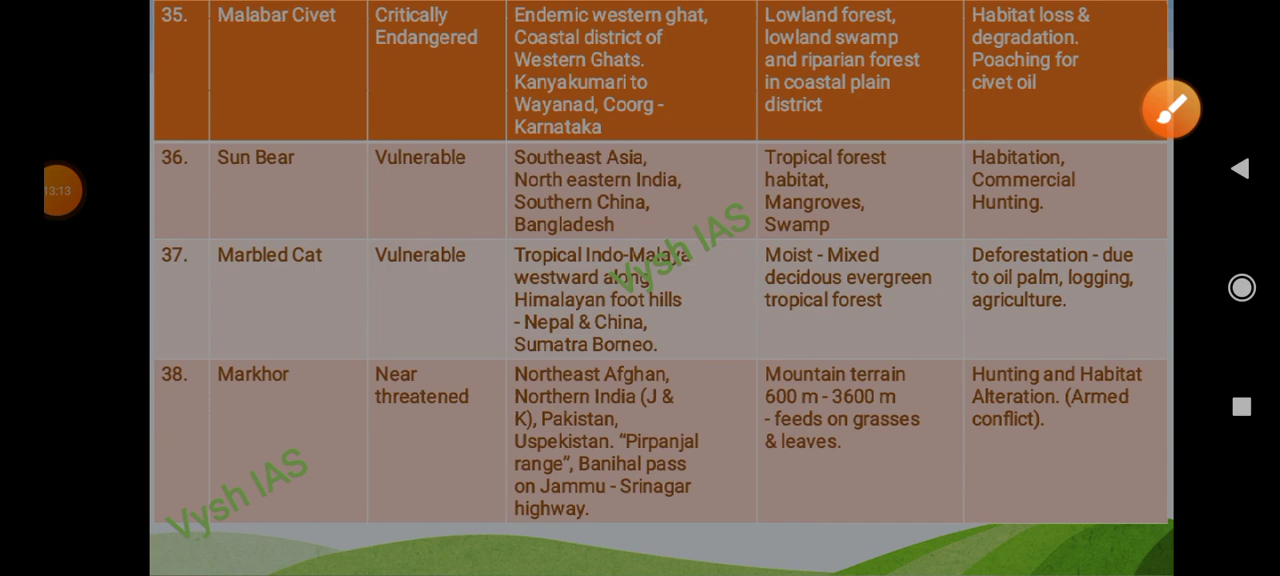 35.
Malabar Civet
Critically
Endangered
Endemic western ghat,
Coastal district of
Western Ghats.
Kanyakumari to
Wayanad, Coorg -
Karnataka
Lowland forest,
lowland swamp
and riparian forest
in coastal plain
district
Habitat loss &
degradation.
Poaching for
civet oil
13:13
36.
Sun Bear
Vulnerable
Southeast Asia,
North eastern India,
Southern China,
Bangladesh
Tropical forest
habitat,
Mangroves,
Swamp
Habitation,
Commercial
Hunting.
37.
Marbled Cat
Vulnerable
Tropical Indo-Malaya
westward along
Himalayan foot hills
- Nepal & China,
Sumatra Borneo.
Moist - Mixed
decidous evergreen
tropical forest
Deforestation - due
to oil palm, logging,
agriculture.
Vysh IAS
38.
Markhor
Near
threatened
Northeast Afghan,
Northern India (J &
K), Pakistan,
Uspekistan. “Pirpanjal
range”, Banihal pass
on Jammu - Srinagar
highway.
Mountain terrain
600 m - 3600 m
- feeds on grasses
& leaves.
Hunting and Habitat
Alteration. (Armed
conflict).
Vysh IAS